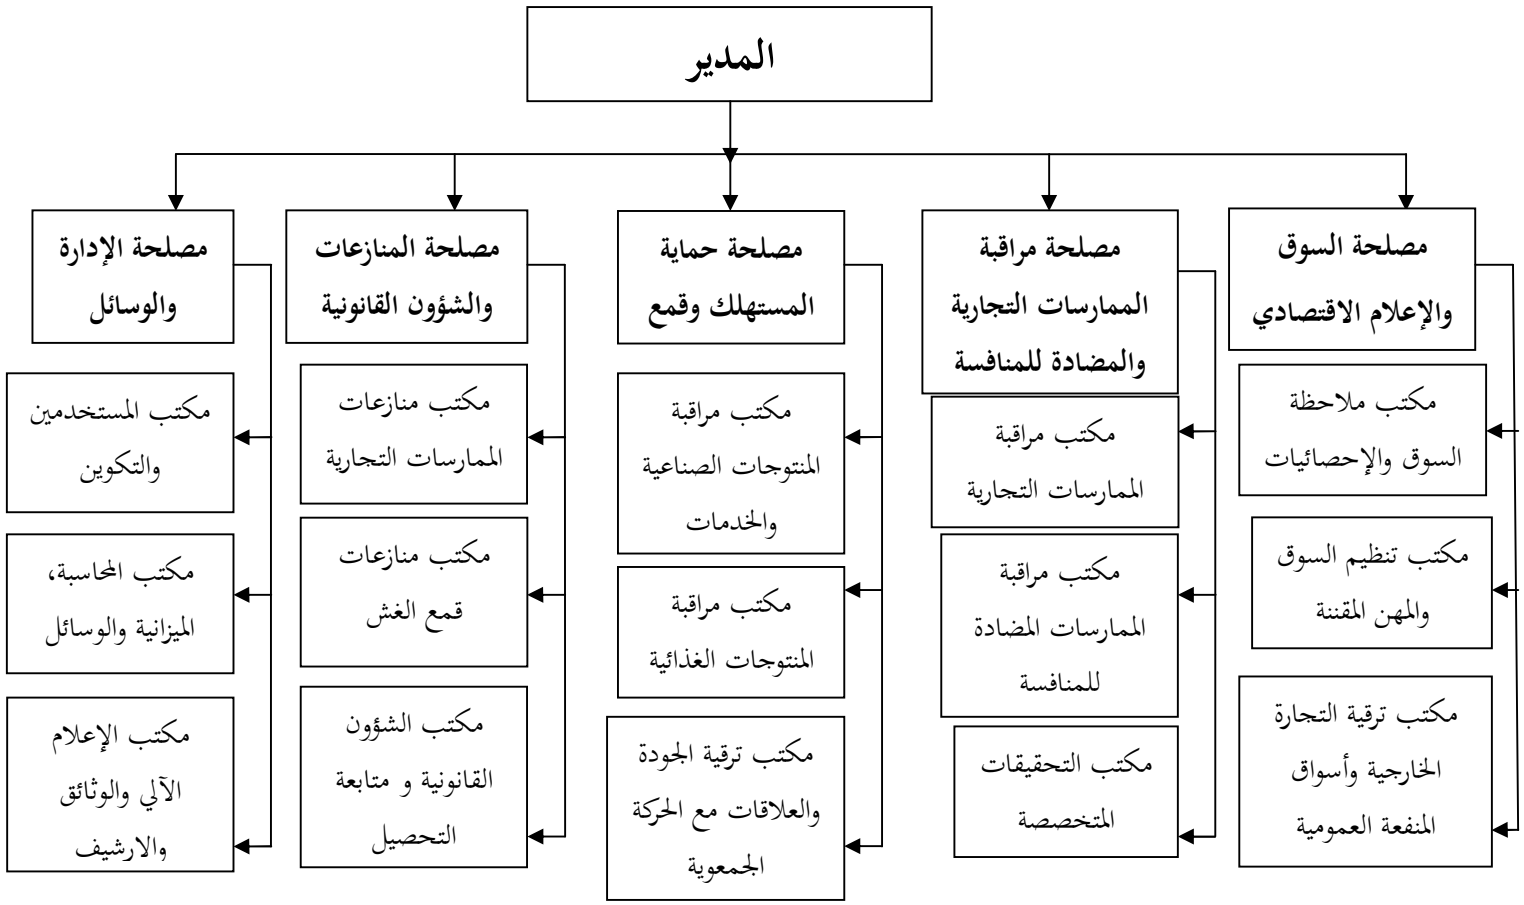 المدير
مصلحة السوق
والإعلام الاقتصادي
مصلحة مراقبة
الممارسات التجارية
والمضادة للمنافسة
مصلحة حماية
المستهلك وقمع
مصلحة المنازعات
والشؤون القانونية
مصلحة الإدارة
والوسائل
مكتب ملاحظة
السوق والإحصائيات
مكتب تنظيم السوق
والمهن المقننة
مكتب ترقية التجارة
الخارجية وأسواق
المنفعة العمومية
مكتب مراقبة
الممارسات التجارية
مكتب مراقبة
الممارسات المضادة
للمنافسة
مكتب التحقيقات
المتخصصة
مكتب مراقبة
المنتوجات الصناعية
والخدمات
مكتب مراقبة
المنتوجات الغذائية
مكتب ترقية الجودة
والعلاقات مع الحركة
الجمعوية
مكتب منازعات
الممارسات التجارية
مكتب منازعات
قمع الغش
مكتب الشؤون
القانونية و متابعة
التحصيل
مكتب المستخدمين
والتكوين
مكتب المحاسبة،
الميزانية والوسائل
مكتب الإعلام
الآلي والوثائق
والارشيف